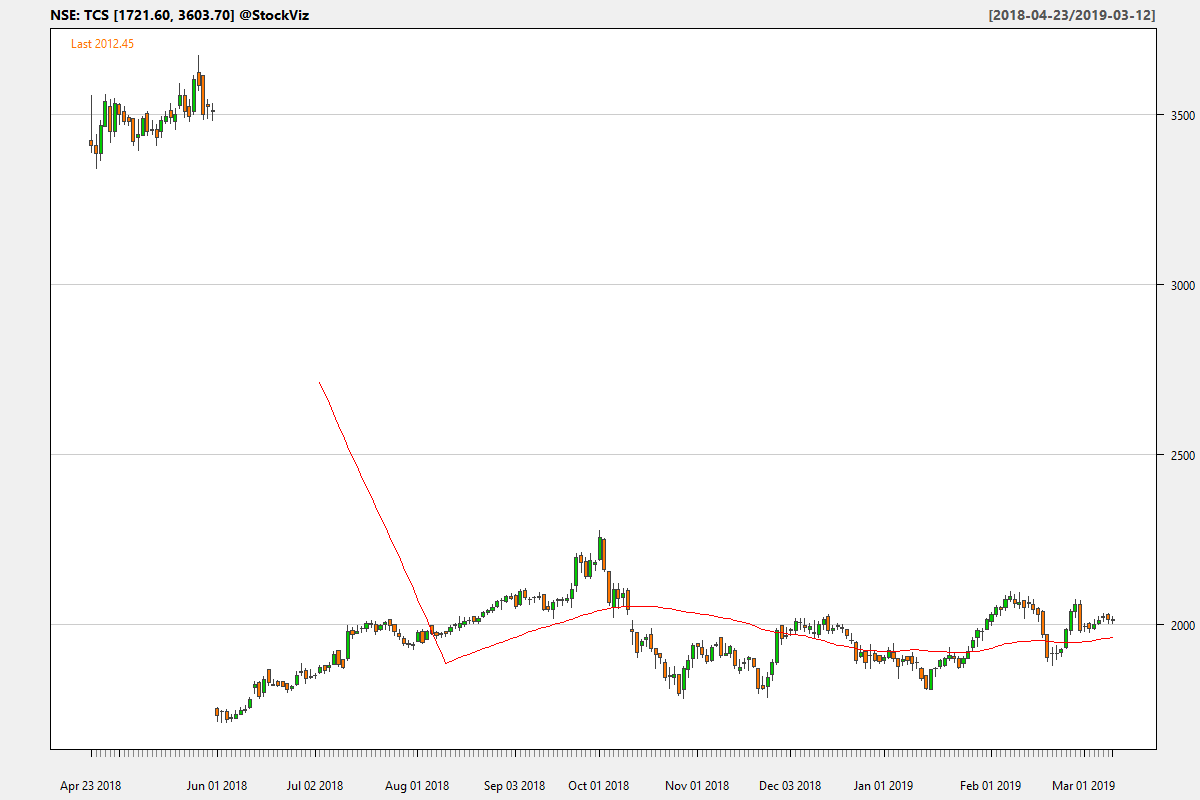 NSE: TCS [1721.60, 3603.70] @StockViz
[2018-04-23/2019-03-12]
Last 2012.45
3500
3000
2500
2000
Apr 23 2018 Jun 01 2018 Jul 02 2018 Aug 01 2018 Sep 03 2018 Oct 01 2018 Nov 01 2018 Dec 03 2018 Jan 01 2019 Feb 01 2019 Mar 01 2019